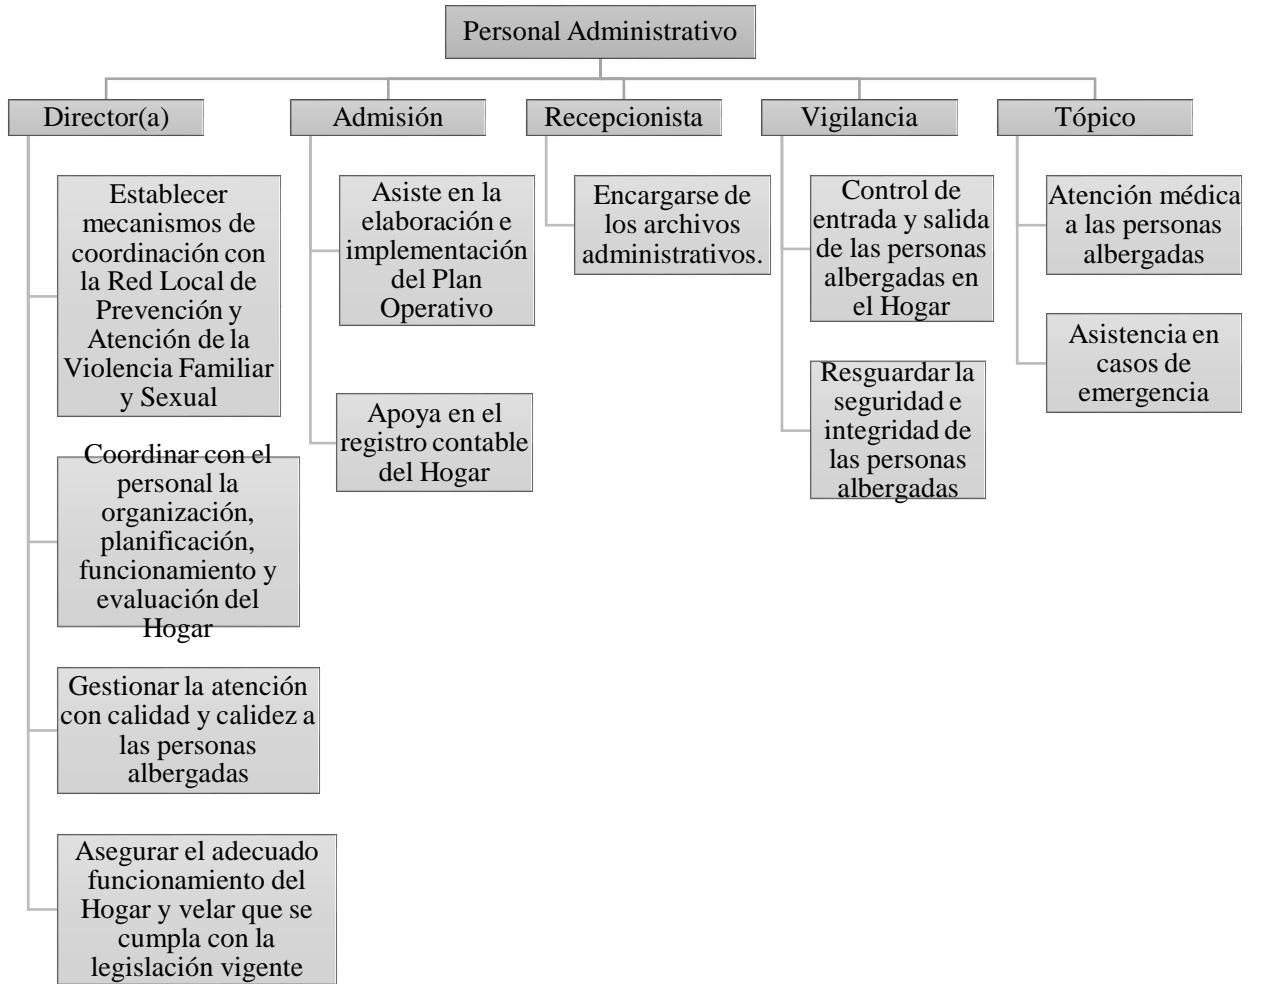 Personal Administrativo
Director(a)
Establecer
mecanismos de
coordinación con
la Red Local de
Prevención y
Atención de la
Violencia Familiar
y Sexual
Coordinar con el
personal la
organización,
planificación,
funcionamiento y
evaluación del
Hogar
Gestionar la atención
con calidad y calidez a
las personas
albergadas
Asegurar el adecuado
funcionamiento del
Hogar y velar que se
cumpla con la
legislación vigente
Admisión
Asiste en la
elaboración e
implementación
del Plan
Operativo
Apoya en el
registro contable
del Hogar
Recepcionista
Encargarse de
los archivos
administrativos.
Vigilancia
Control de
entrada y salida
de las personas
albergadas en
el Hogar
Resguardar la
seguridad e
integridad de
las personas
albergadas
Tópico
Atención médica
a las personas
albergadas
Asistencia en
casos de
emergencia